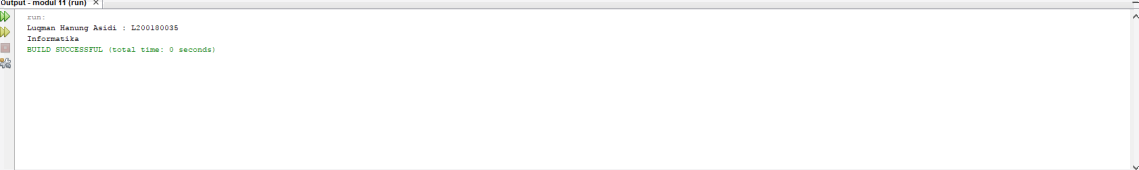 Output - modul 11 (run) ×
run:
Luqman Hanung Asidi : L200180035
Informatika
BUILD SUCCESSFUL (total time: 0 seconds)